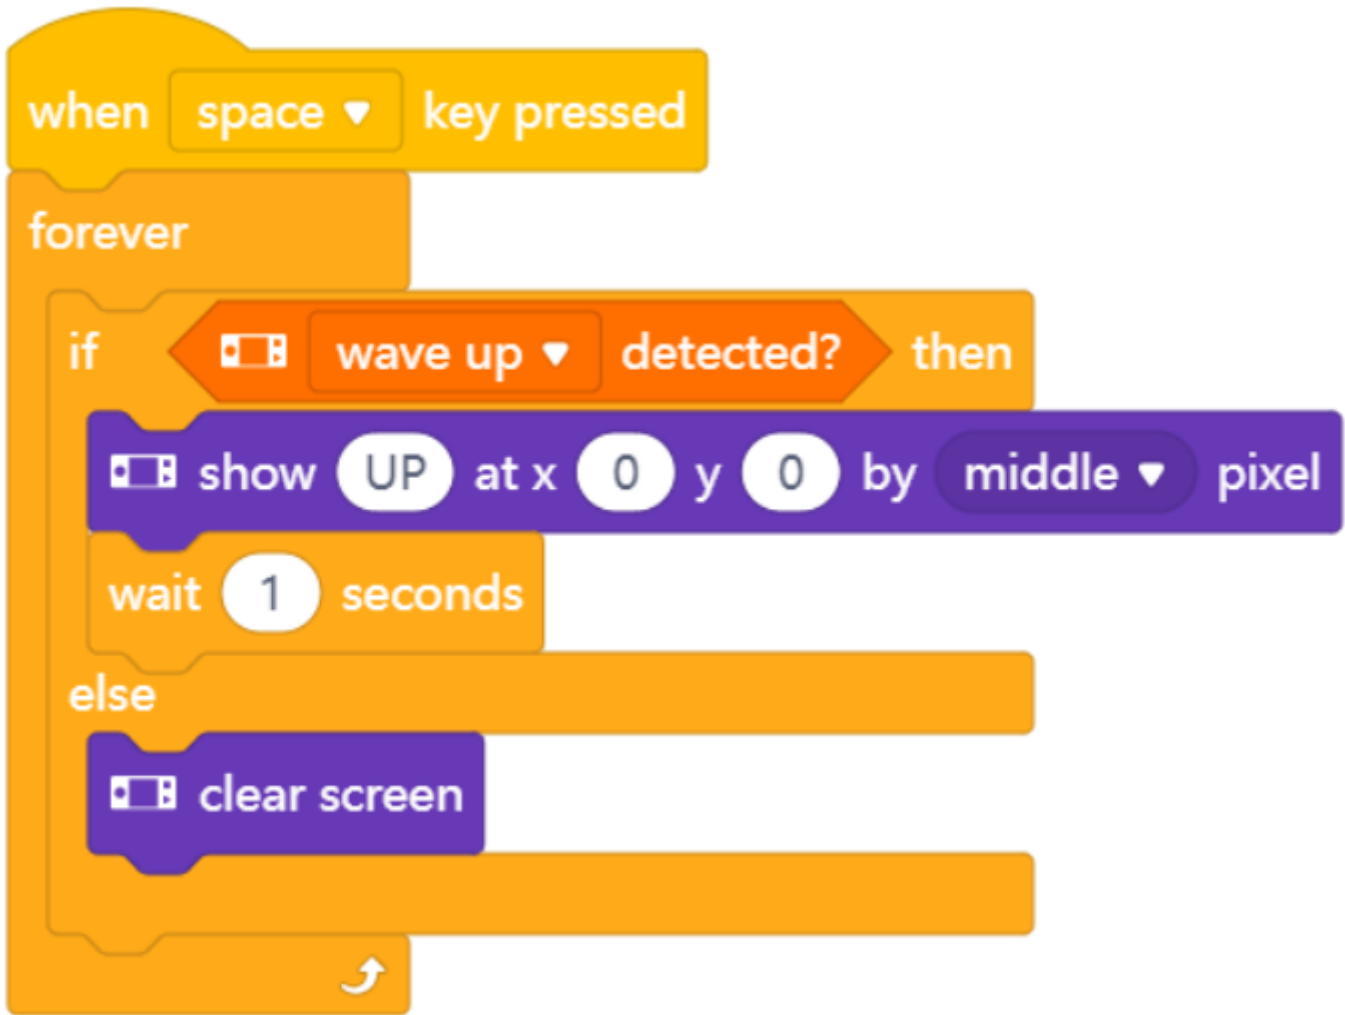 when space key pressed
forever
if wave up detected? then
show UP at x 0 y 0 by middle pixel
wait 1 seconds
else
clear screen